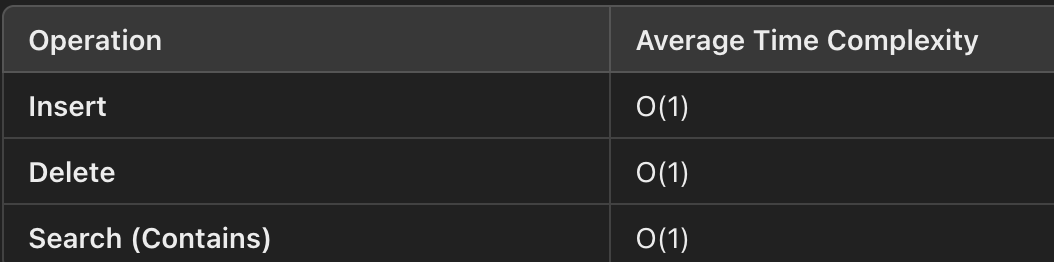 Operation Average Time Complexity
Insert O(1)
Delete O(1)
Search (Contains) O(1)